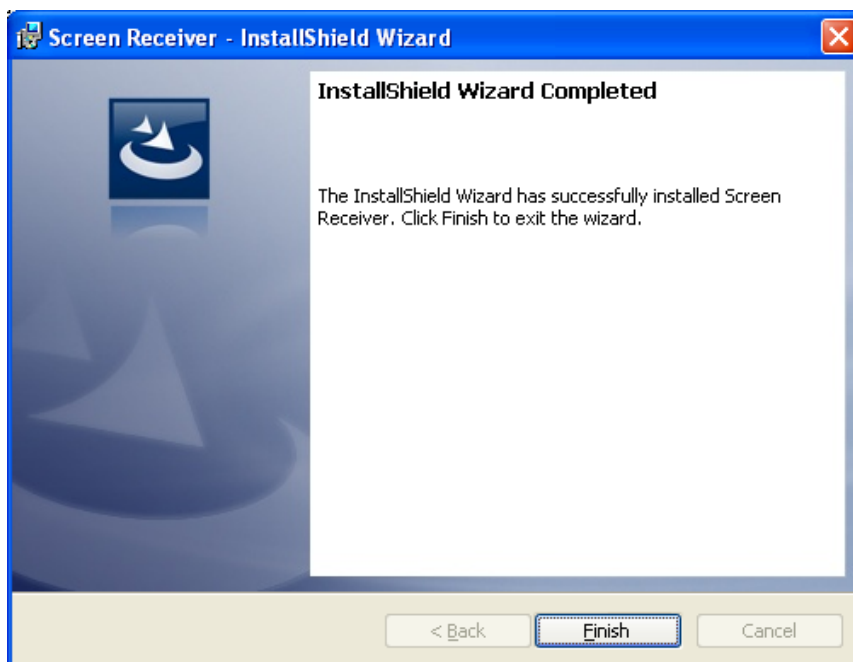 Screen Receiver - InstallShield Wizard
InstallShield Wizard Completed
The InstallShield Wizard has successfully installed Screen
Receiver. Click Finish to exit the wizard.
< Back Finish Cancel